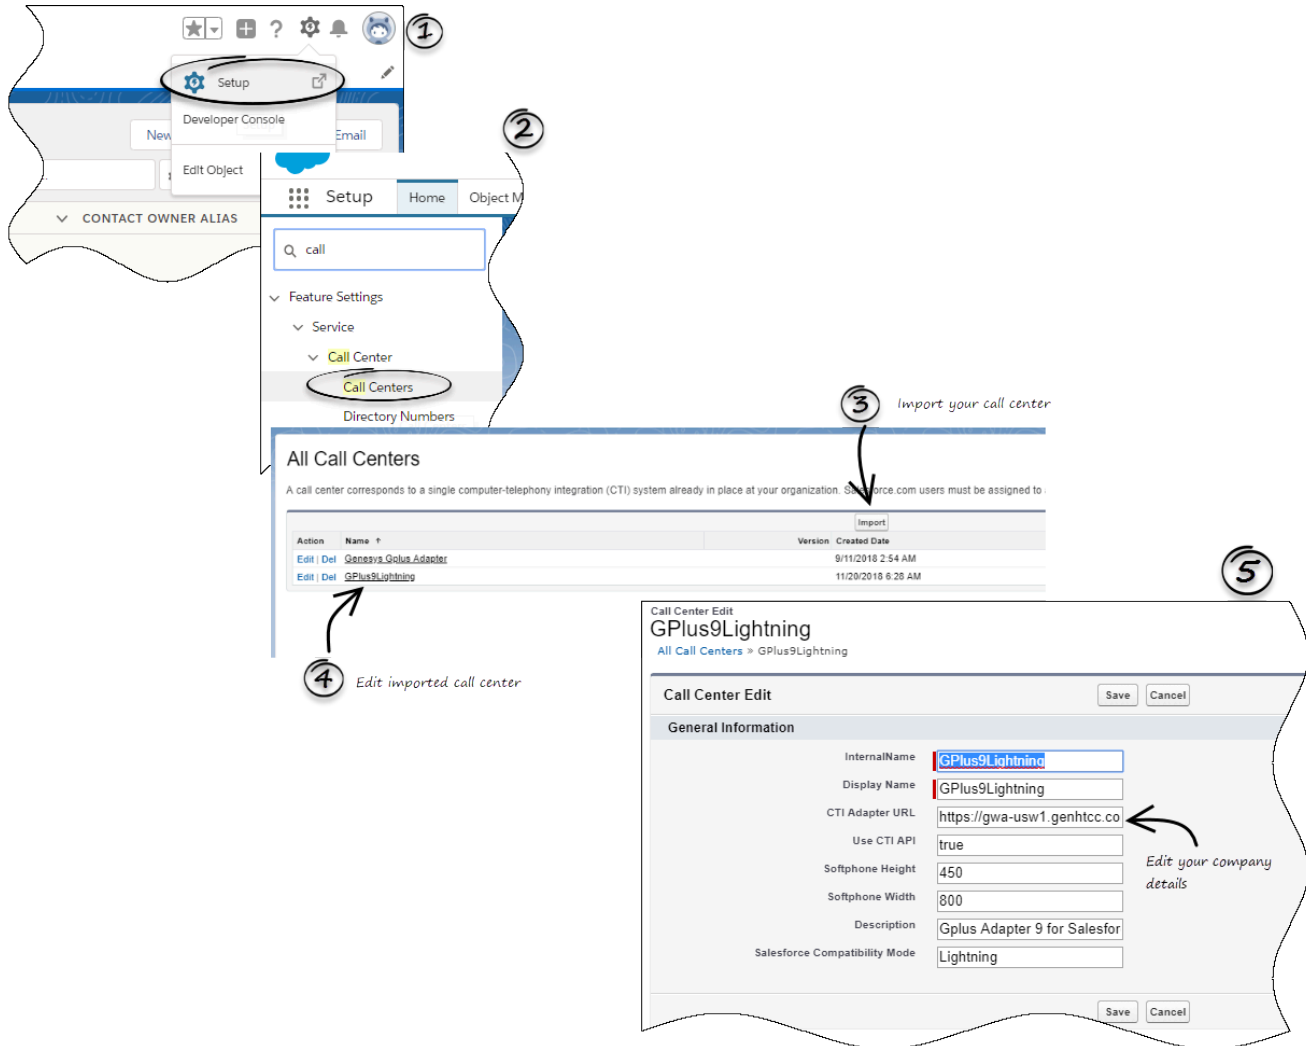 1
Setup
Developer Console
New
Email
Edit Object
CONTACT OWNER ALIAS
2
Setup Home Object M
call
Feature Settings
Service
Call Center
Call Centers
Directory Numbers
3 Import your call center
All Call Centers
A call center corresponds to a single computer-telephony integration (CTI) system already in place at your organization. Salesforce.com users must be assigned to
Import
Action Name ↑ Version Created Date
Edit | Del Genesys Gplus Adapter 9/11/2018 2:54 AM
Edit | Del GPlus9Lightning 11/20/2018 6:28 AM
4 Edit imported call center
5
Call Center Edit
GPlus9Lightning
All Call Centers » GPlus9Lightning
Call Center Edit Save Cancel
General Information
InternalName GPlus9Lightning
Display Name GPlus9Lightning
CTI Adapter URL https://gwa-usw1.genhtcc.co
Use CTI API true
Softphone Height 450
Softphone Width 800
Description Gplus Adapter 9 for Salesfor
Salesforce Compatibility Mode Lightning
Edit your company
details
Save Cancel